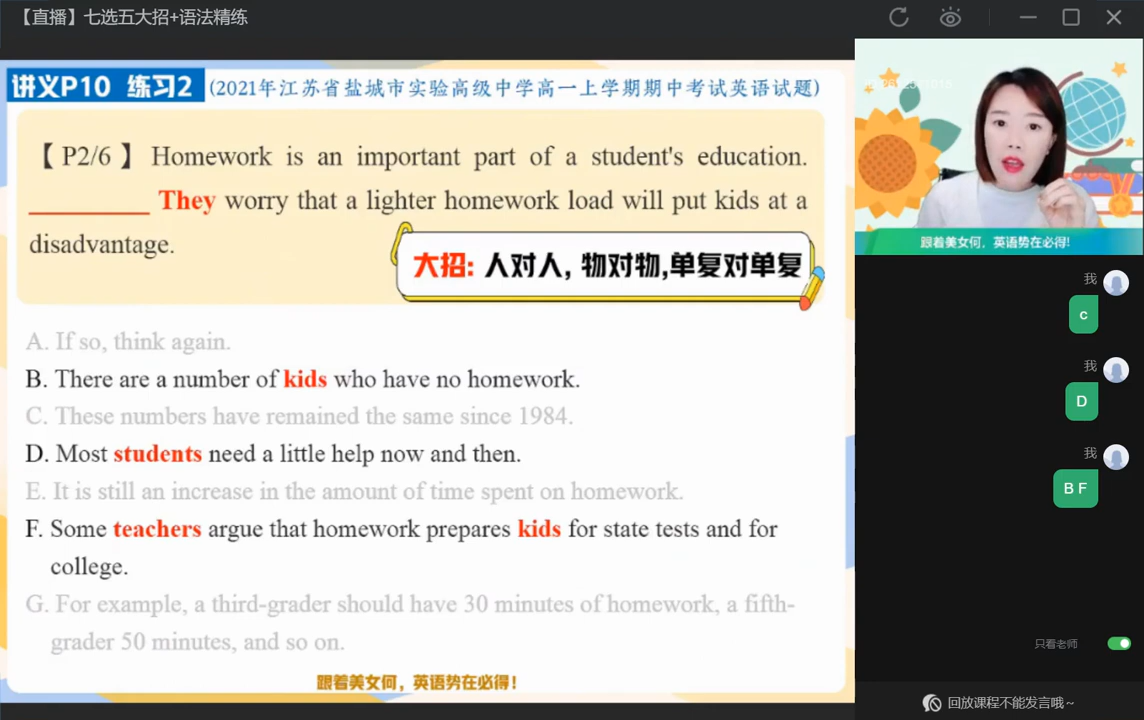 【直播】七选五大招+语法精练
讲义P10 练习2 (2021年江苏省盐城市实验高级中学高一上学期期中考试英语试题)
【 P2/6 】 Homework is an important part of a student's education.
__________ They worry that a lighter homework load will put kids at a
disadvantage.
大招: 人对人, 物对物,单复对单复
A. If so, think again.
B. There are a number of kids who have no homework.
C. These numbers have remained the same since 1984.
D. Most students need a little help now and then.
E. It is still an increase in the amount of time spent on homework.
F. Some teachers argue that homework prepares kids for state tests and for
college.
G. For example, a third-grader should have 30 minutes of homework, a fifth-
grader 50 minutes, and so on.
跟着美女何，英语势在必得!
跟着美女何，英语势在必得!
我
c
我
D
我
B F
只看老师
回放课程不能发言哦~